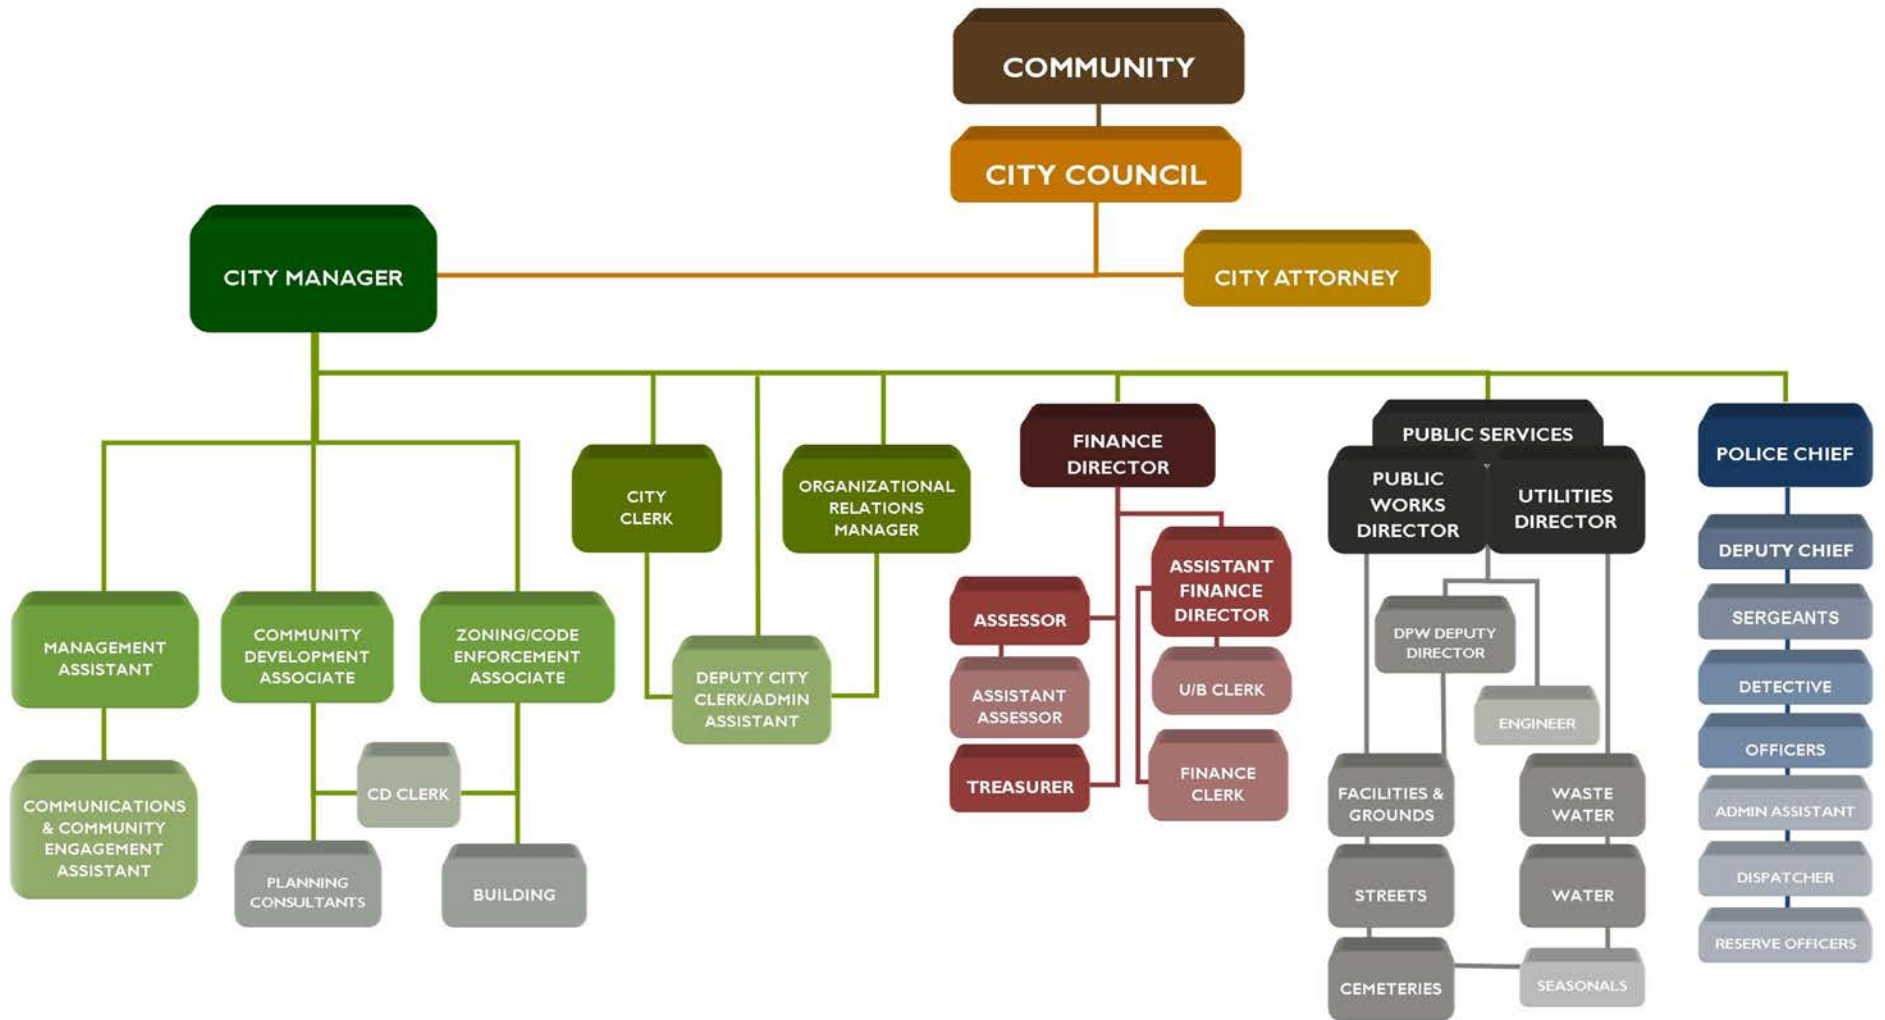 COMMUNITY
CITY COUNCIL
CITY MANAGER
CITY ATTORNEY
MANAGEMENT
ASSISTANT
COMMUNICATIONS
& COMMUNITY
ENGAGEMENT
ASSISTANT
COMMUNITY
DEVELOPMENT
ASSOCIATE
ZONING/CODE
ENFORCEMENT
ASSOCIATE
CD CLERK
PLANNING
CONSULTANTS
BUILDING
CITY
CLERK
ORGANIZATIONAL
RELATIONS
MANAGER
DEPUTY CITY
CLERK/ADMIN
ASSISTANT
FINANCE
DIRECTOR
ASSESSOR
ASSISTANT
ASSESSOR
TREASURER
ASSISTANT
FINANCE
DIRECTOR
U/B CLERK
FINANCE
CLERK
PUBLIC SERVICES
PUBLIC
WORKS
DIRECTOR
UTILITIES
DIRECTOR
DPW DEPUTY
DIRECTOR
ENGINEER
FACILITIES &
GROUNDS
STREETS
CEMETERIES
WASTE
WATER
WATER
SEASONALS
POLICE CHIEF
DEPUTY CHIEF
SERGEANTS
DETECTIVE
OFFICERS
ADMIN ASSISTANT
DISPATCHER
RESERVE OFFICERS